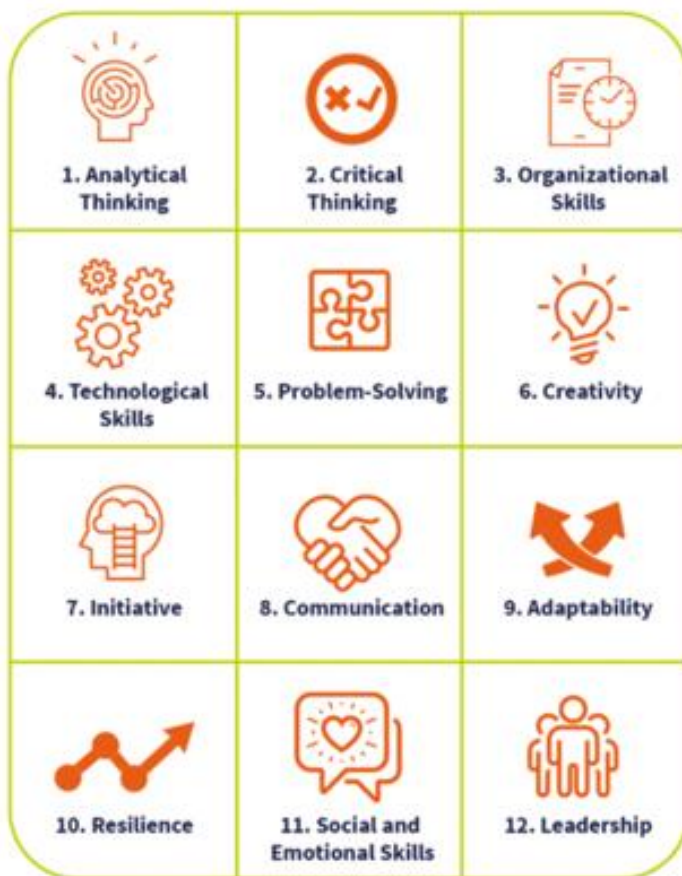 1. Analytical
Thinking
2. Critical
Thinking
3. Organizational
Skills
4. Technological
Skills
5. Problem-Solving
6. Creativity
7. Initiative
8. Communication
9. Adaptability
10. Resilience
11. Social and
Emotional Skills
12. Leadership